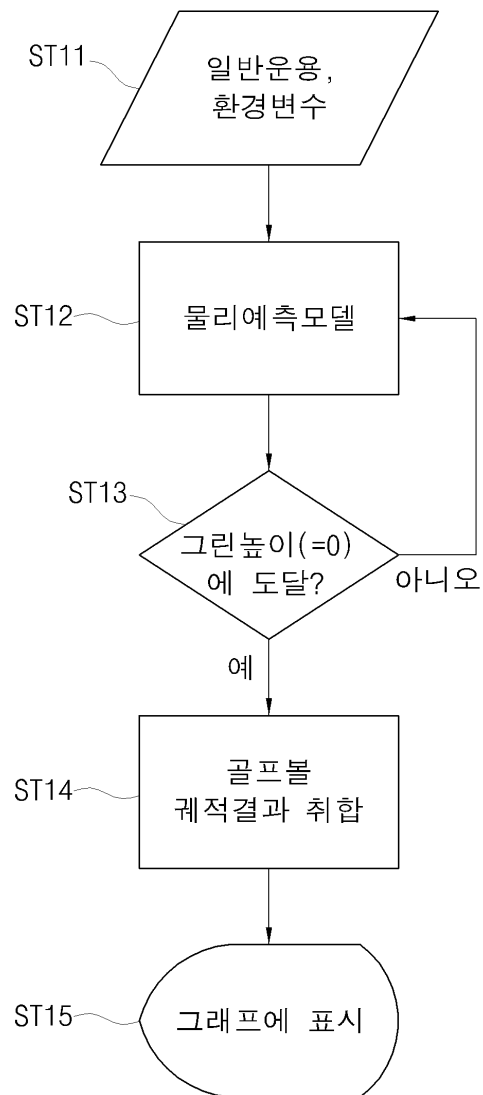 ST11
일반운용,
환경변수
ST12
물리예측모델
ST13
그린높이(=0)
에 도달?
아니오
예
ST14
골프볼
궤적결과 취합
ST15
그래프에 표시